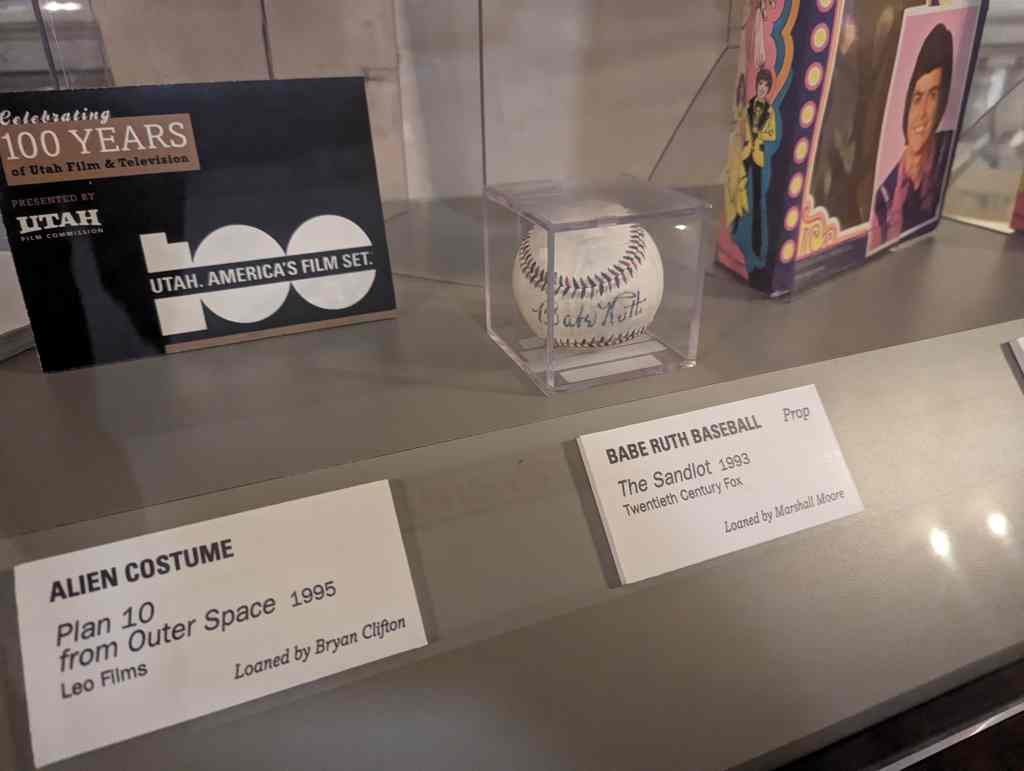 Celebrating
100 YEARS
of Utah Film & Television
PRESENTED BY
UTAH
FILM COMMISSION
100
UTAH. AMERICA'S FILM SET.
Babe Ruth
BABE RUTH BASEBALL Prop
The Sandlot 1993
Twentieth Century Fox
Loaned by Marshall Moore
ALIEN COSTUME
Plan 10
from Outer Space 1995
Leo Films
Loaned by Bryan Clifton